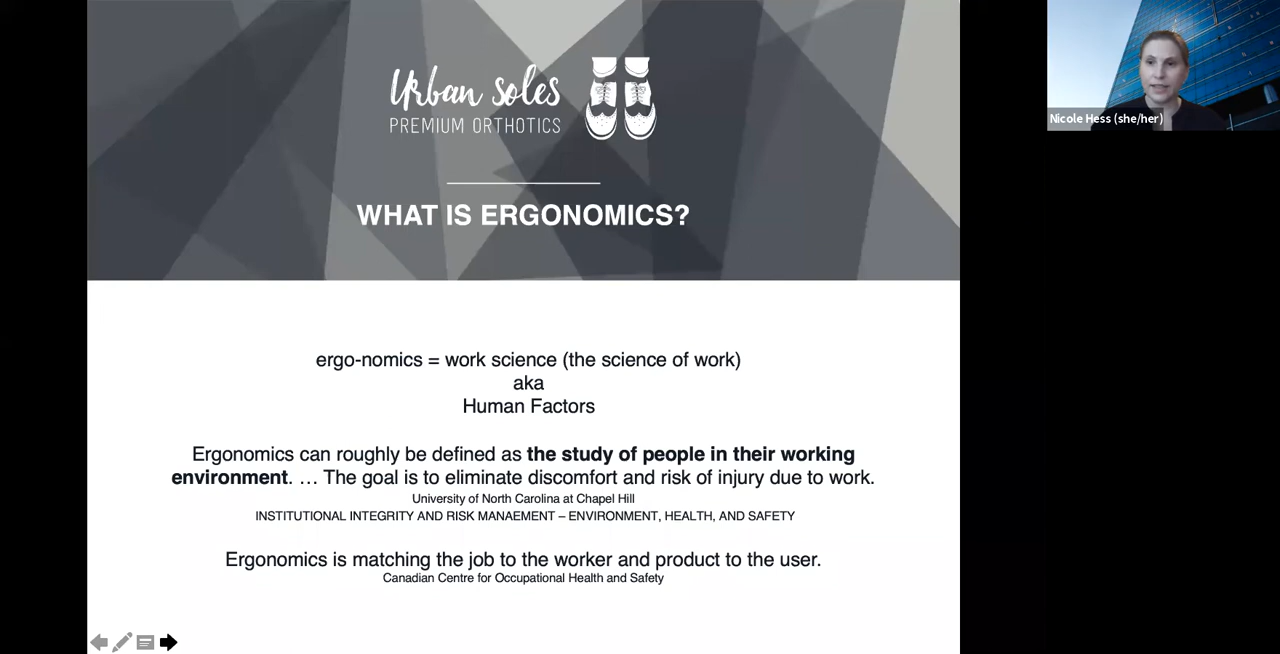 Urban soles
PREMIUM ORTHOTICS
WHAT IS ERGONOMICS?
ergo-nomics = work science (the science of work)
aka
Human Factors
Ergonomics can roughly be defined as the study of people in their working
environment. … The goal is to eliminate discomfort and risk of injury due to work.
University of North Carolina at Chapel Hill
INSTITUTIONAL INTEGRITY AND RISK MANAEMENT – ENVIRONMENT, HEALTH, AND SAFETY
Ergonomics is matching the job to the worker and product to the user.
Canadian Centre for Occupational Health and Safety
Nicole Hess (she/her)